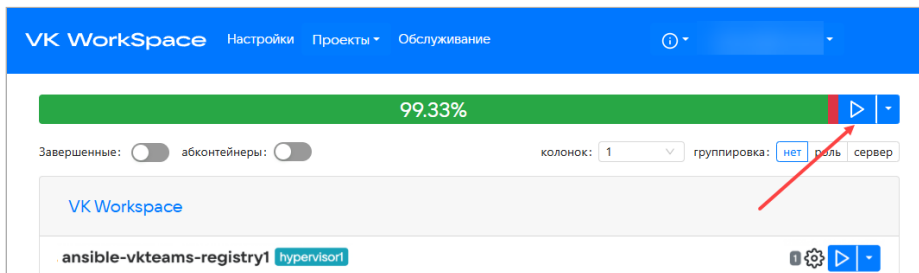 VK WorkSpace Настройки Проекты Обслуживание
99.33%
Завершенные: абконтейнеры: колонок: 1 группировка: нет роль сервер
VK Workspace
ansible-vkteams-registry1 hypervisor1 1